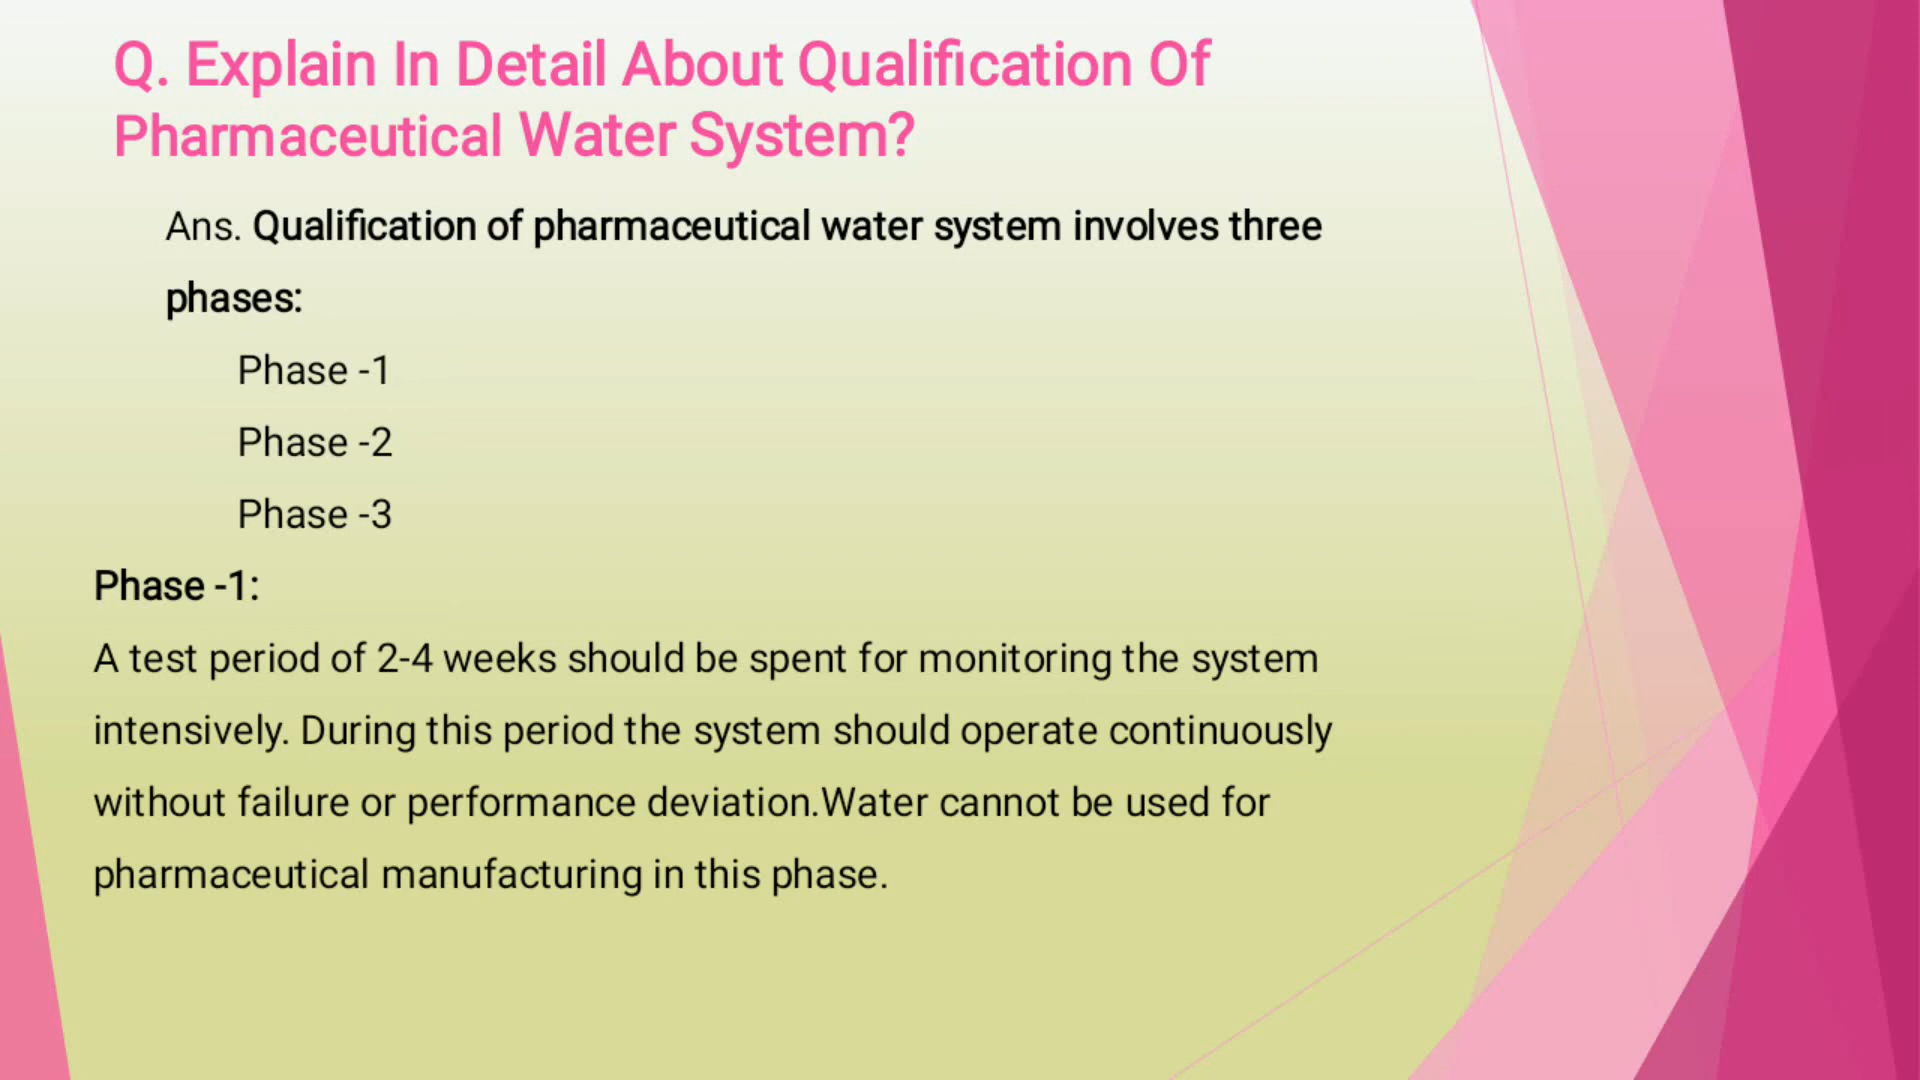 Q. Explain In Detail About Qualification Of
Pharmaceutical Water System?
Ans. Qualification of pharmaceutical water system involves three
phases:
Phase -1
Phase -2
Phase -3
Phase -1:
A test period of 2-4 weeks should be spent for monitoring the system
intensively. During this period the system should operate continuously
without failure or performance deviation.Water cannot be used for
pharmaceutical manufacturing in this phase.